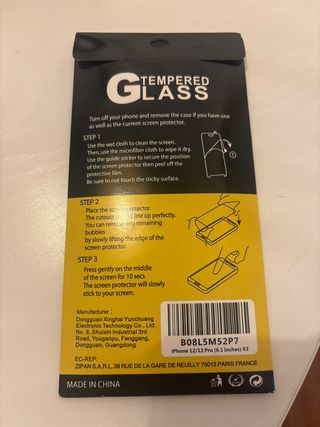 TEMPERED
GLASS
Turn off your phone and remove the case if you have one
as well as the current screen protector.
STEP 1
Use the wet cloth to clean the screen.
Then, use the microfiber cloth to wipe it dry.
Use the guide sticker to secure the position
of the screen protector then peel off the
protective film.
Be sure to not touch the sticky surface.
STEP 2
Place the screen protector.
The cutouts should line up perfectly.
You can remove any remaining
bubbles
by slowly lifting the edge of the
screen protector.
STEP 3
Press gently on the middle
of the screen for 10 secs
The screen protector will slowly
stick to your screen.
Manufacturer :
Dongguan Xinghai Yunchuang
Electronic Technology Co., Ltd.
No. 6, Shuixin Industrial 3rd
Road, Youganpu, Fenggang,
Dongguan, Guangdong
B08L5M52P7
iPhone 12/12 Pro (6.1 Inches) X3
EC-REP:
ZIPAN S.A.R.L, 39 RUE DE LA GARE DE REUILLY 75012 PARIS FRANCE
MADE IN CHINA